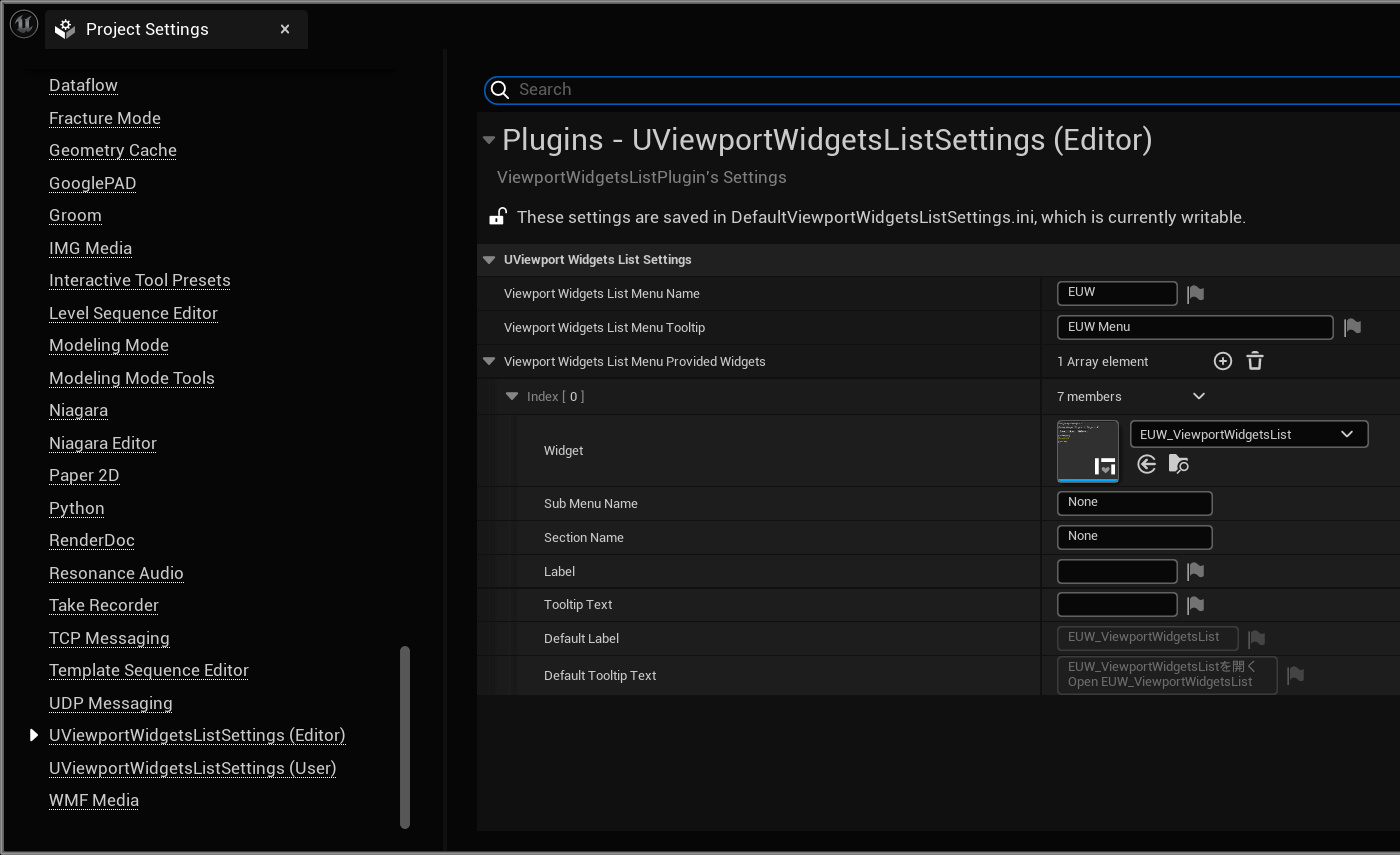 Project Settings
Dataflow
Fracture Mode
Geometry Cache
GooglePAD
Groom
IMG Media
Interactive Tool Presets
Level Sequence Editor
Modeling Mode
Modeling Mode Tools
Niagara
Niagara Editor
Paper 2D
Python
RenderDoc
Resonance Audio
Take Recorder
TCP Messaging
Template Sequence Editor
UDP Messaging
UViewportWidgetsListSettings (Editor)
UViewportWidgetsListSettings (User)
WMF Media
Search
Plugins - UViewportWidgetsListSettings (Editor)
ViewportWidgetsListPlugin's Settings
These settings are saved in DefaultViewportWidgetsListSettings.ini, which is currently writable.
UViewport Widgets List Settings
Viewport Widgets List Menu Name EUW
Viewport Widgets List Menu Tooltip EUW Menu
Viewport Widgets List Menu Provided Widgets 1 Array element
Index [ 0 ] 7 members
Widget EUW_ViewportWidgetsList
Sub Menu Name None
Section Name None
Label
Tooltip Text
Default Label EUW_ViewportWidgetsList
Default Tooltip Text EUW_ViewportWidgetsListを開く
Open EUW_ViewportWidgetsList